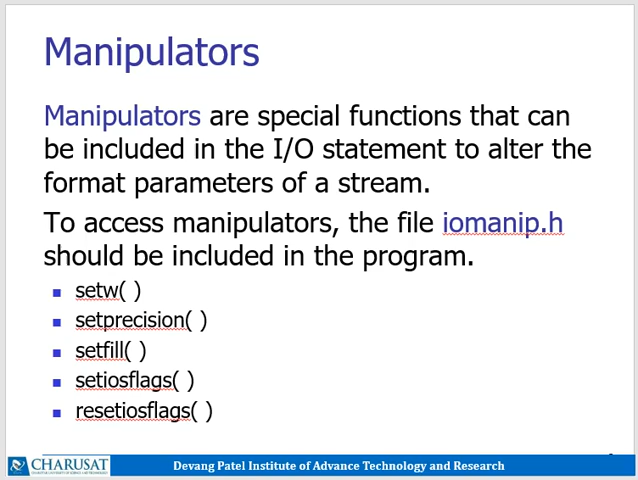 Manipulators
Manipulators are special functions that can
be included in the I/O statement to alter the
format parameters of a stream.
To access manipulators, the file iomanip.h
should be included in the program.
setw( )
setprecision( )
setfill( )
setiosflags( )
resetiosflags( )
CHARUSAT
Devang Patel Institute of Advance Technology and Research